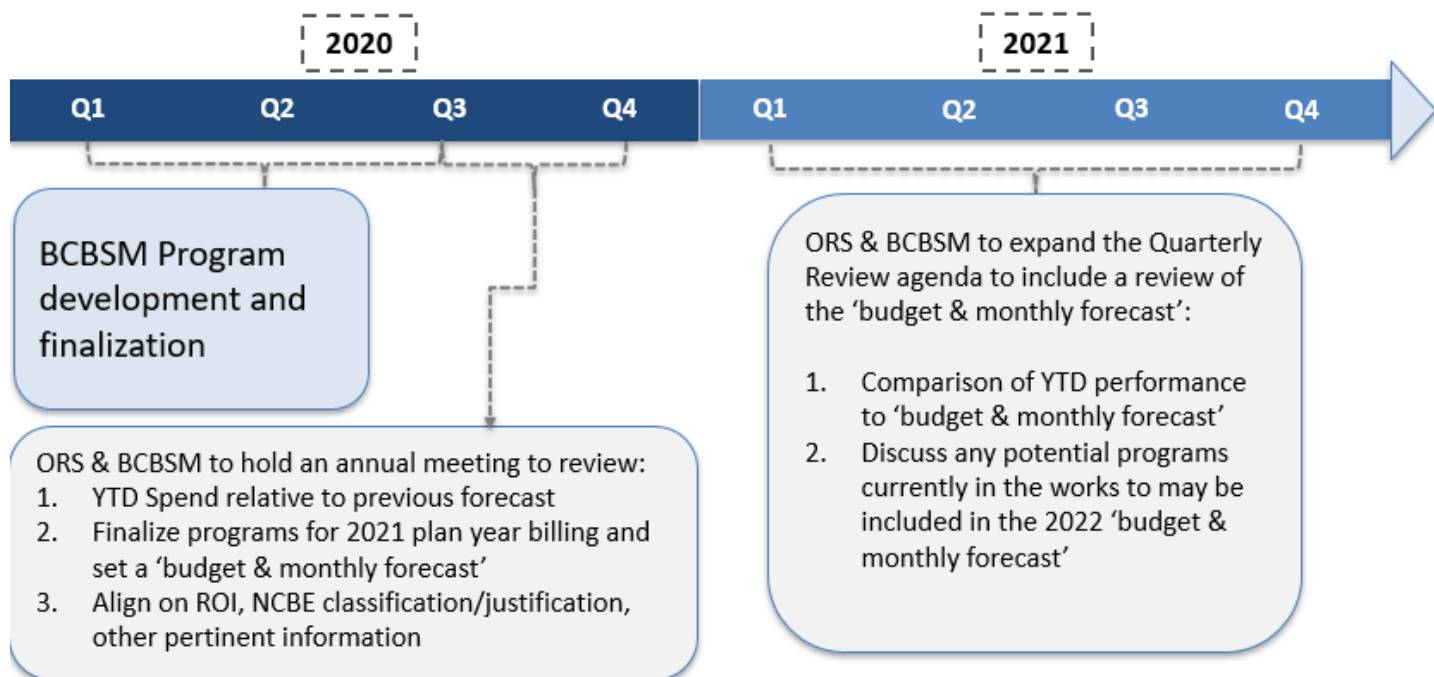 2020
2021
Q1 Q2 Q3 Q4 Q1 Q2 Q3 Q4
BCBSM Program
development and
finalization
ORS & BCBSM to hold an annual meeting to review:
1. YTD Spend relative to previous forecast
2. Finalize programs for 2021 plan year billing and
set a ‘budget & monthly forecast’
3. Align on ROI, NCBE classification/justification,
other pertinent information
ORS & BCBSM to expand the Quarterly
Review agenda to include a review of
the ‘budget & monthly forecast’:
1. Comparison of YTD performance
to ‘budget & monthly forecast’
2. Discuss any potential programs
currently in the works to may be
included in the 2022 ‘budget &
monthly forecast’